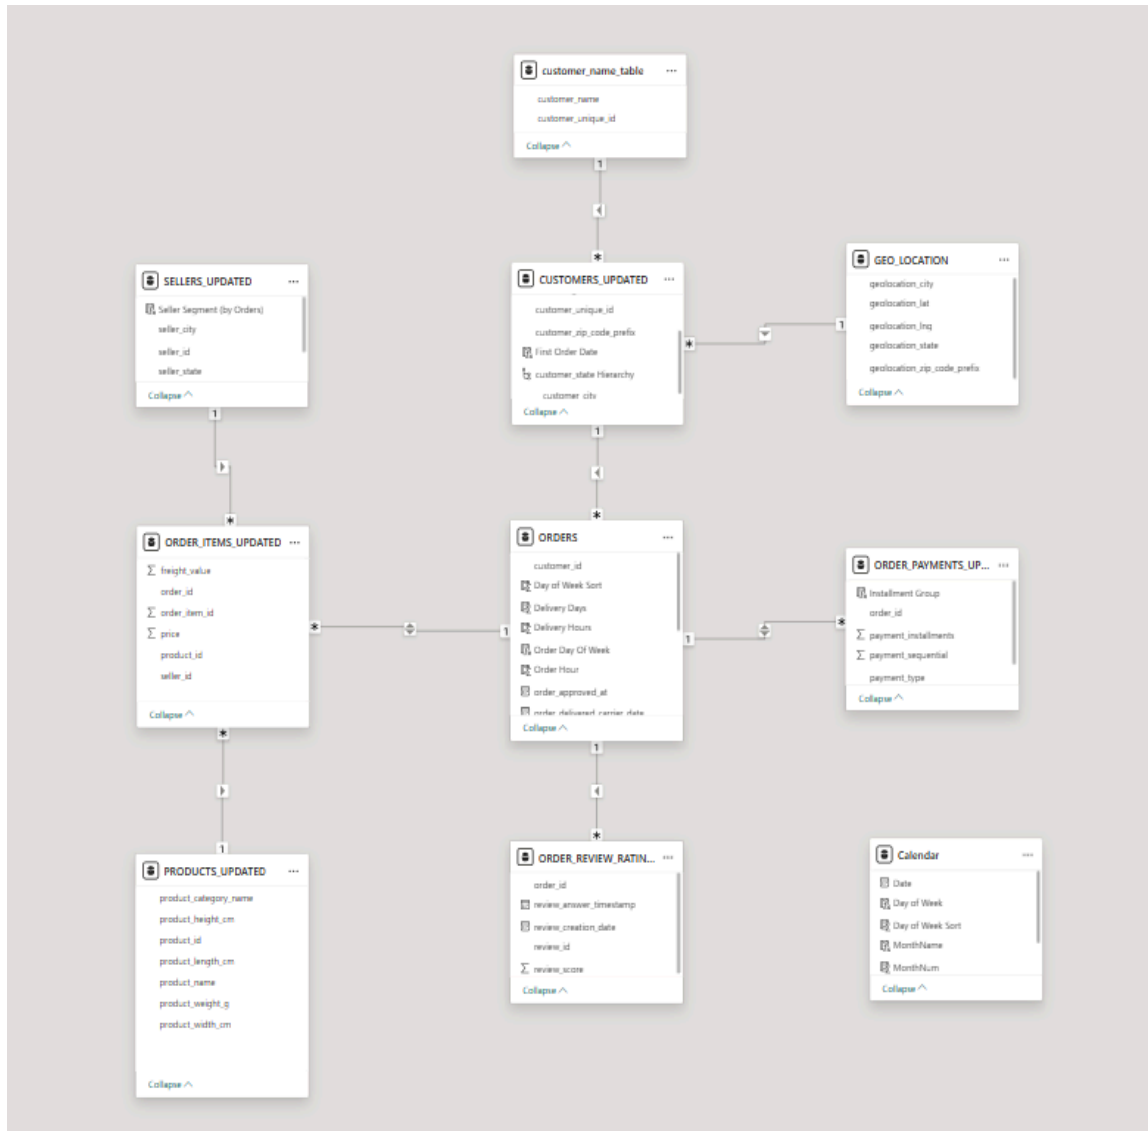 customer_name_table
customer_name
customer_unique_id
Collapse
1
*
SELLERS_UPDATED
Seller Segment (by Orders)
seller_city
seller_id
seller_state
Collapse
1
*
CUSTOMERS_UPDATED
customer_unique_id
customer_zip_code_prefix
First Order Date
customer_state Hierarchy
customer_city
Collapse
*
1
GEO_LOCATION
geolocation_city
geolocation_lat
geolocation_lng
geolocation_state
geolocation_zip_code_prefix
Collapse
1
*
ORDER_ITEMS_UPDATED
freight_value
order_id
order_item_id
price
product_id
seller_id
Collapse
*
1
ORDERS
customer_id
Day of Week Sort
Delivery Days
Delivery Hours
Order Day Of Week
Order Hour
order_approved_at
order_delivered_carrier_date
Collapse
1
*
ORDER_PAYMENTS_UP...
Installment Group
order_id
payment_installments
payment_sequential
payment_type
Collapse
*
1
1
*
PRODUCTS_UPDATED
product_category_name
product_height_cm
product_id
product_length_cm
product_name
product_weight_g
product_width_cm
Collapse
ORDER_REVIEW_RATIN...
order_id
review_answer_timestamp
review_creation_date
review_id
review_score
Collapse
Calendar
Date
Day of Week
Day of Week Sort
MonthName
MonthNum
Collapse